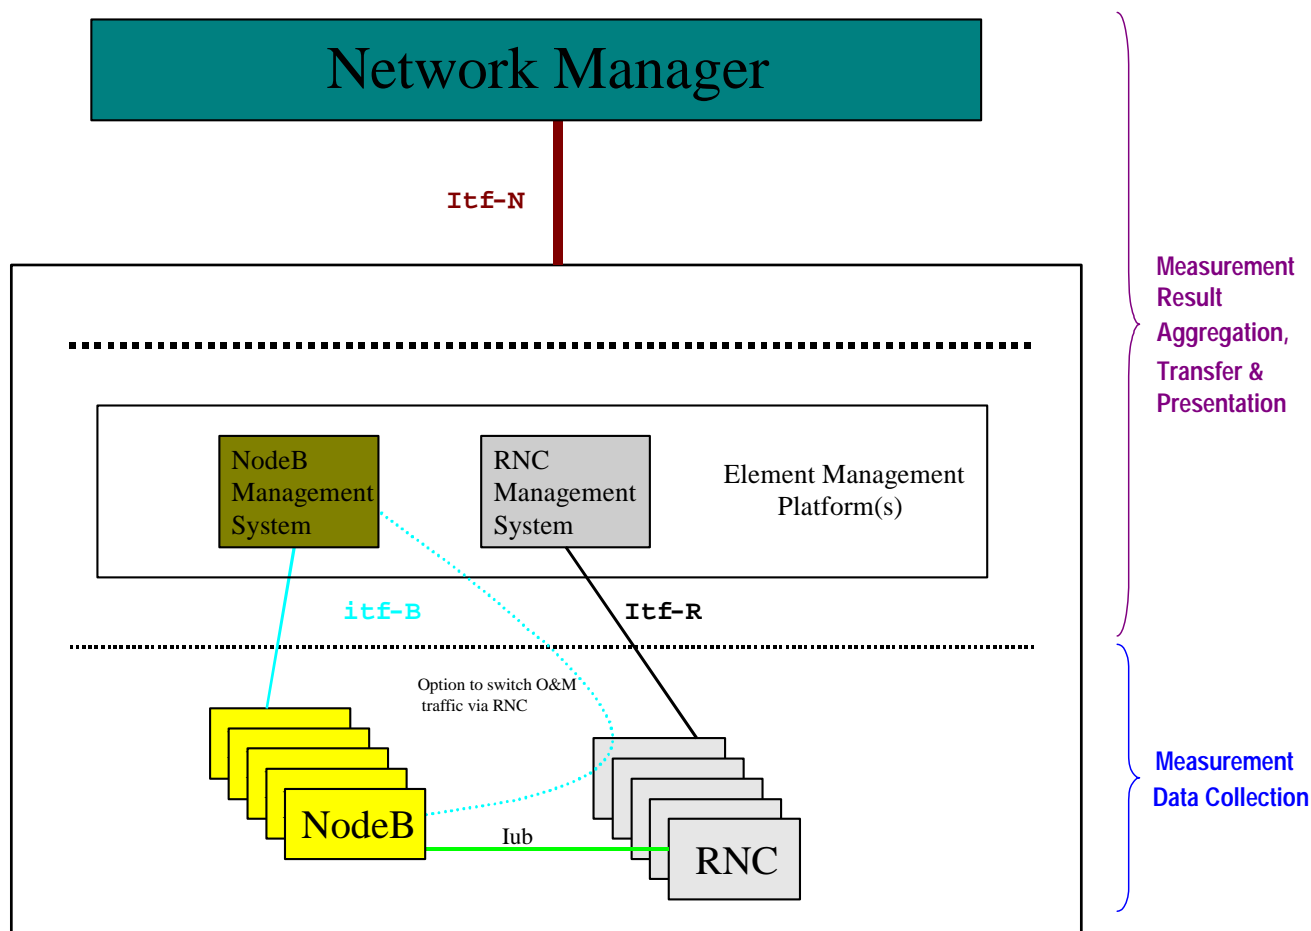 Network Manager
Itf-N
Measurement
Result
Aggregation,
Transfer &
Presentation
NodeB
Management
System
RNC
Management
System
Element Management
Platform(s)
itf-B
Itf-R
Option to switch O&M
traffic via RNC
Measurement
Data Collection
NodeB
Iub
RNC